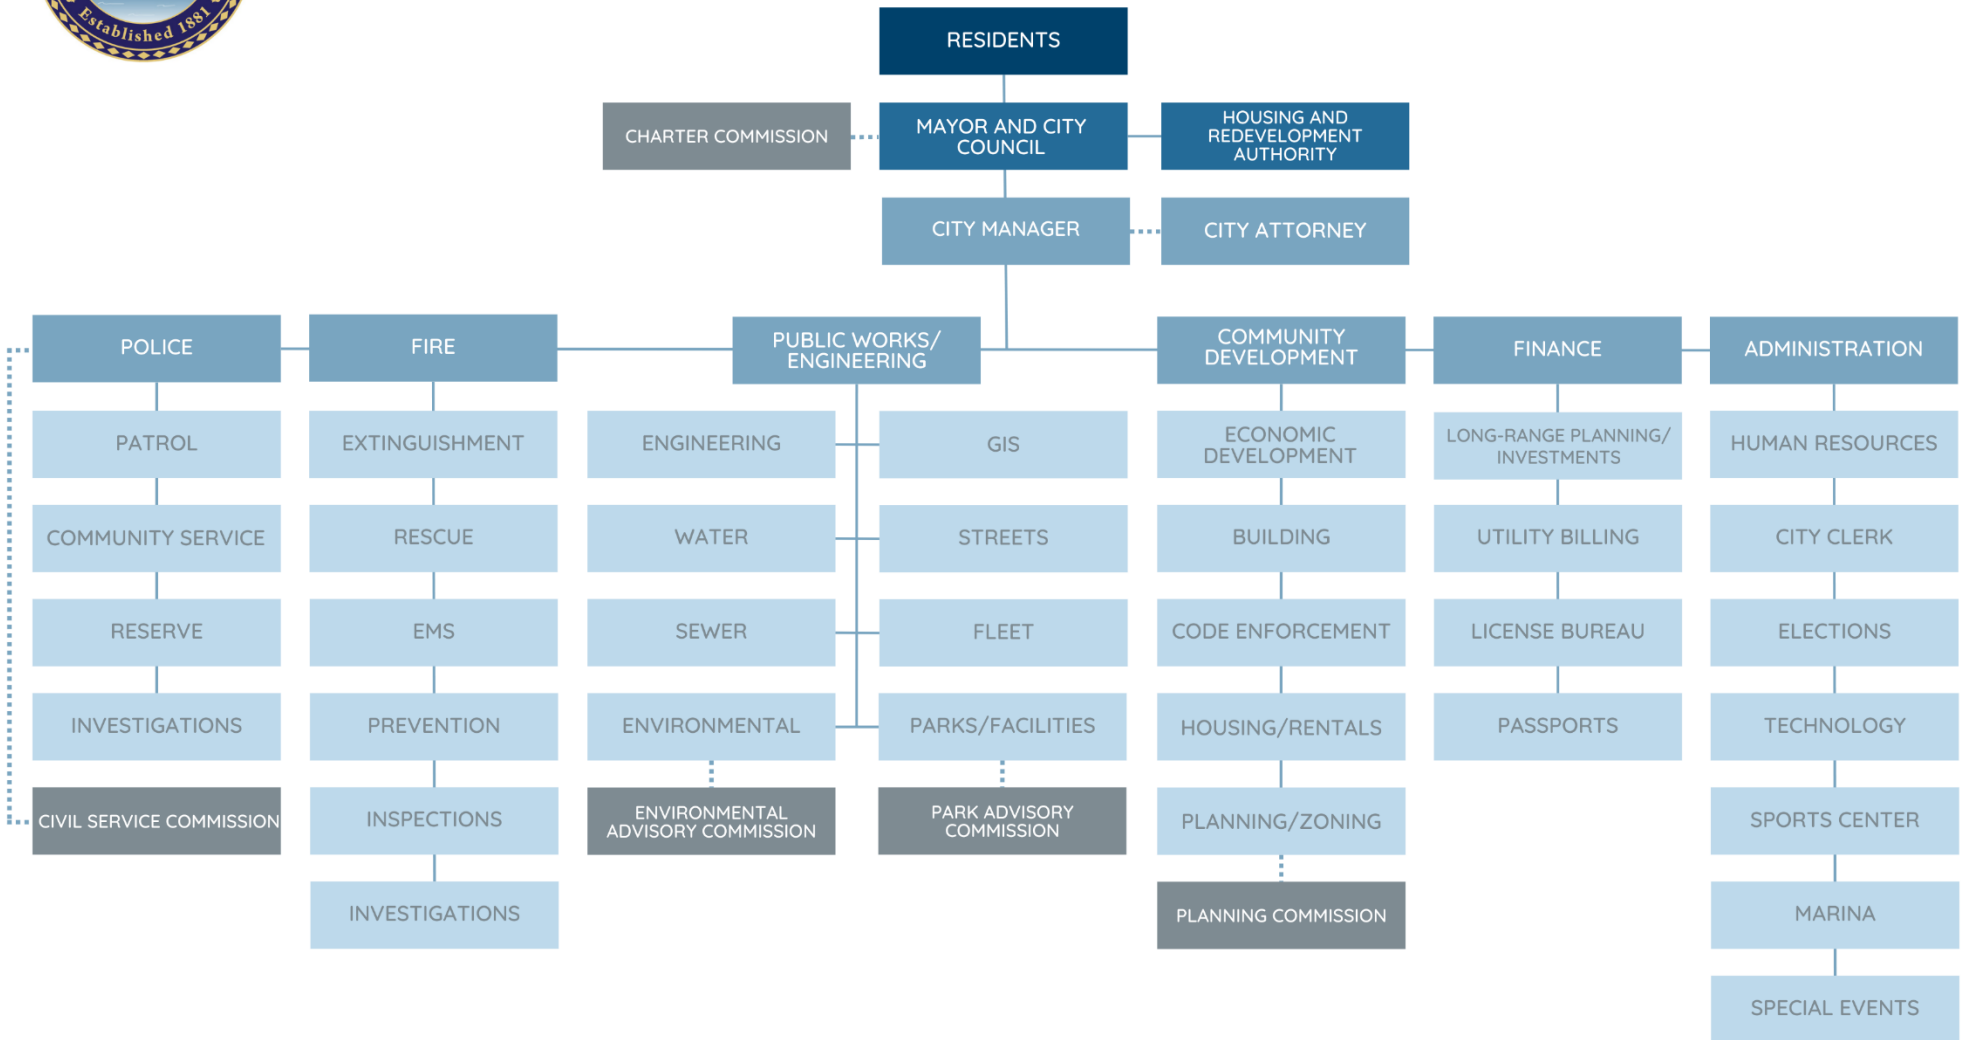 Established 1881
RESIDENTS
CHARTER COMMISSION
MAYOR AND CITY
COUNCIL
HOUSING AND
REDEVELOPMENT
AUTHORITY
CITY MANAGER
CITY ATTORNEY
POLICE
FIRE
PUBLIC WORKS/
ENGINEERING
COMMUNITY
DEVELOPMENT
FINANCE
ADMINISTRATION
PATROL
EXTINGUISHMENT
ENGINEERING
GIS
ECONOMIC
DEVELOPMENT
LONG-RANGE PLANNING/
INVESTMENTS
HUMAN RESOURCES
COMMUNITY SERVICE
RESCUE
WATER
STREETS
BUILDING
UTILITY BILLING
CITY CLERK
RESERVE
EMS
SEWER
FLEET
CODE ENFORCEMENT
LICENSE BUREAU
ELECTIONS
INVESTIGATIONS
PREVENTION
ENVIRONMENTAL
PARKS/FACILITIES
HOUSING/RENTALS
PASSPORTS
TECHNOLOGY
CIVIL SERVICE COMMISSION
INSPECTIONS
ENVIRONMENTAL
ADVISORY COMMISSION
PARK ADVISORY
COMMISSION
PLANNING/ZONING
SPORTS CENTER
INVESTIGATIONS
PLANNING COMMISSION
MARINA
SPECIAL EVENTS